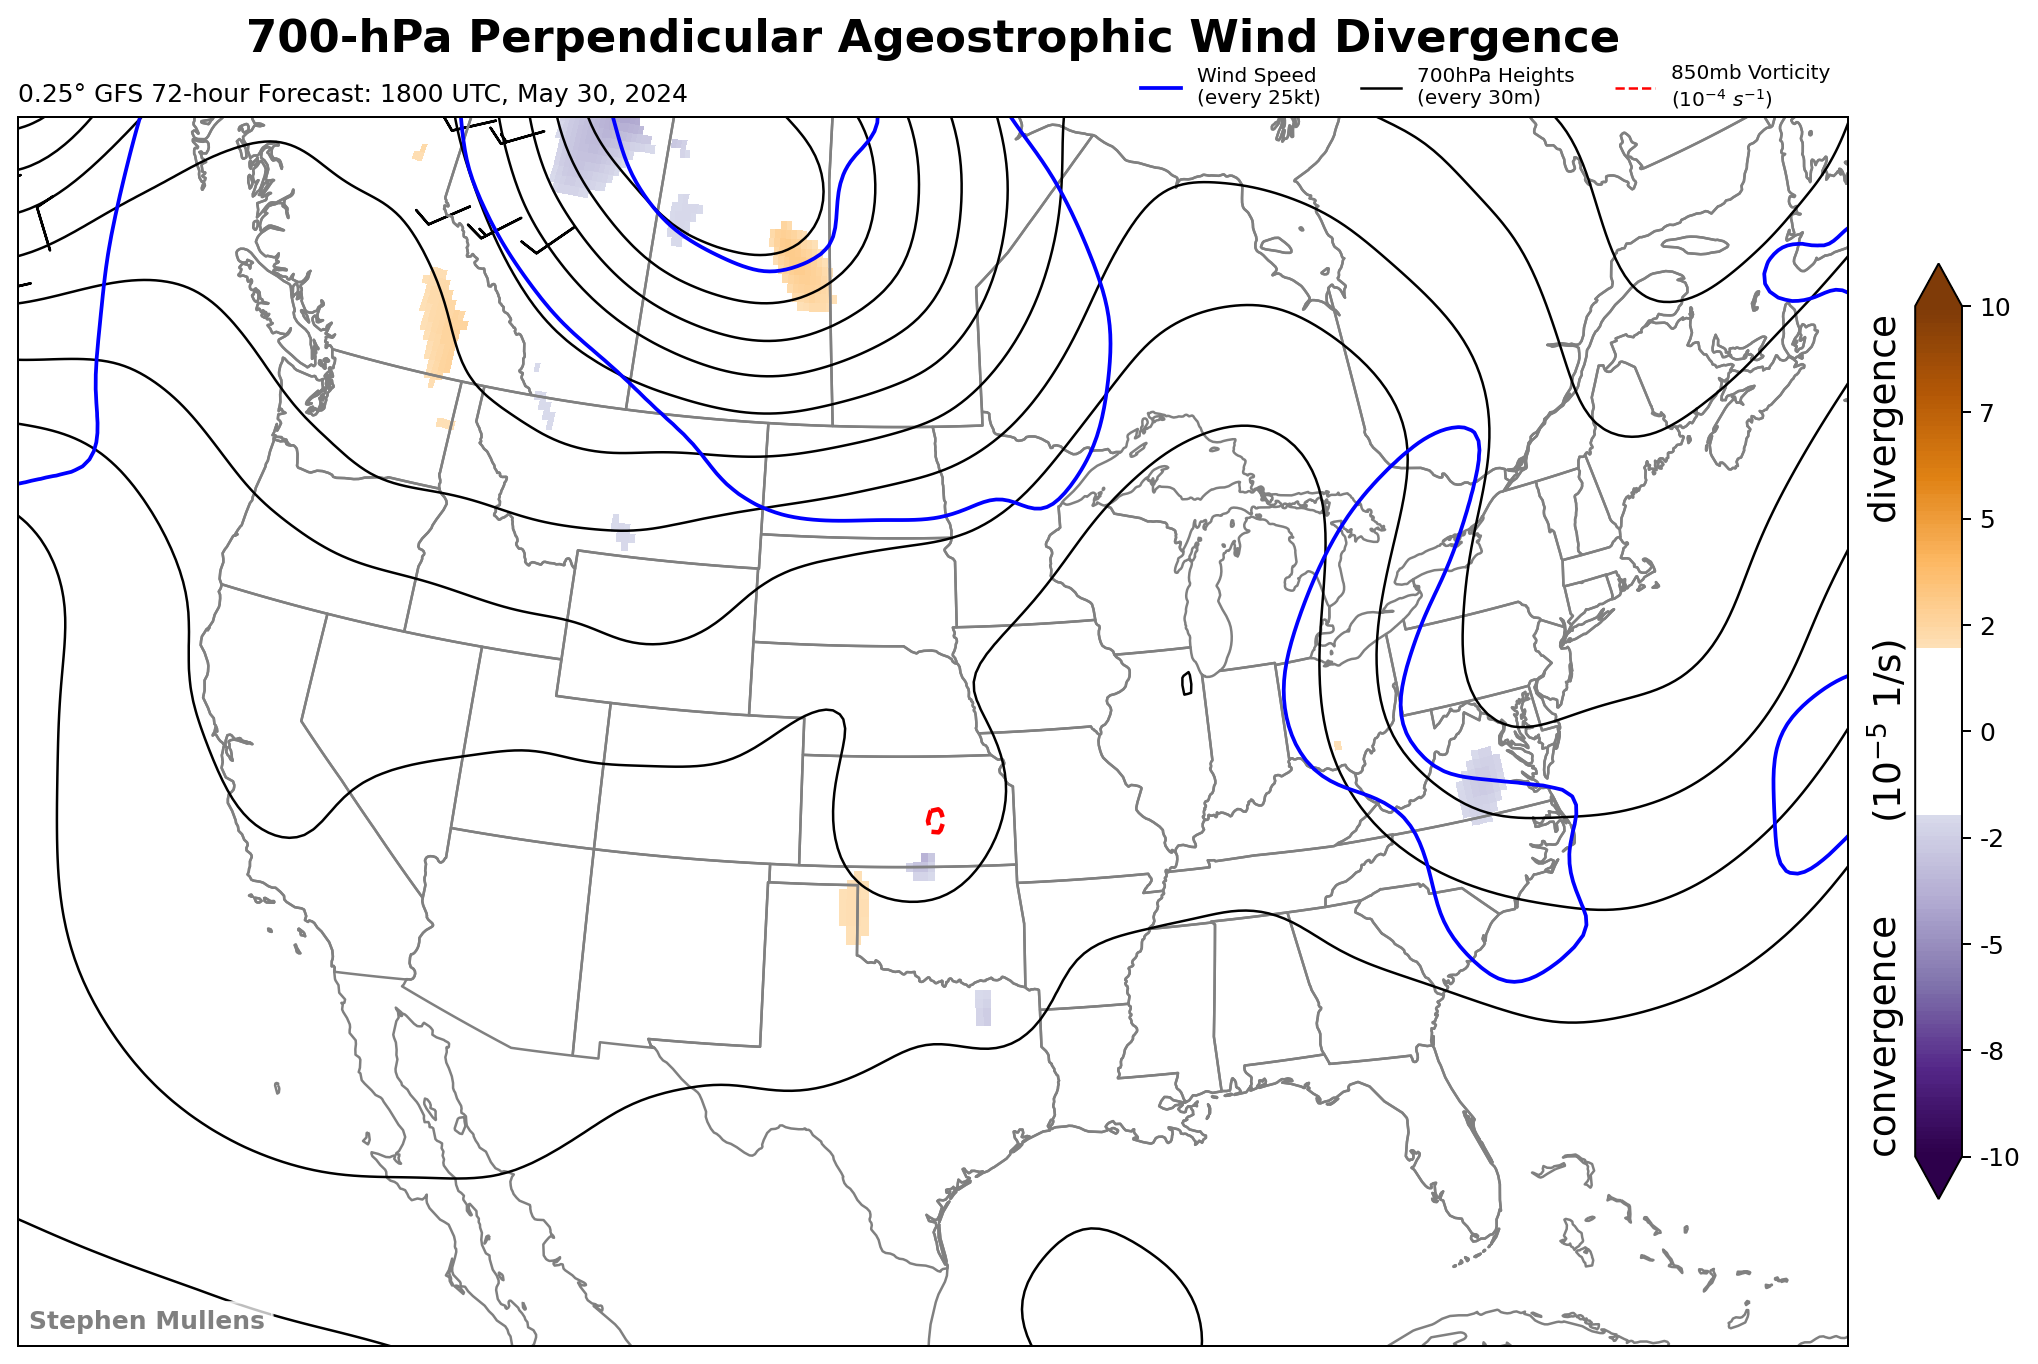 700-hPa Perpendicular Ageostrophic Wind Divergence
0.25° GFS 72-hour Forecast: 1800 UTC, May 30, 2024
Wind Speed
(every 25kt)
700hPa Heights
(every 30m)
850mb Vorticity
(10⁻⁴ s⁻¹)
10
7
5
2
0
-2
-5
-8
-10
convergence (10⁻⁵ 1/s) divergence
Stephen Mullens